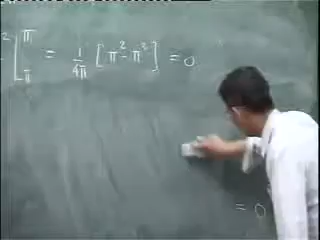 ²]π π = 1/4π [π² - π²] = 0
= 0